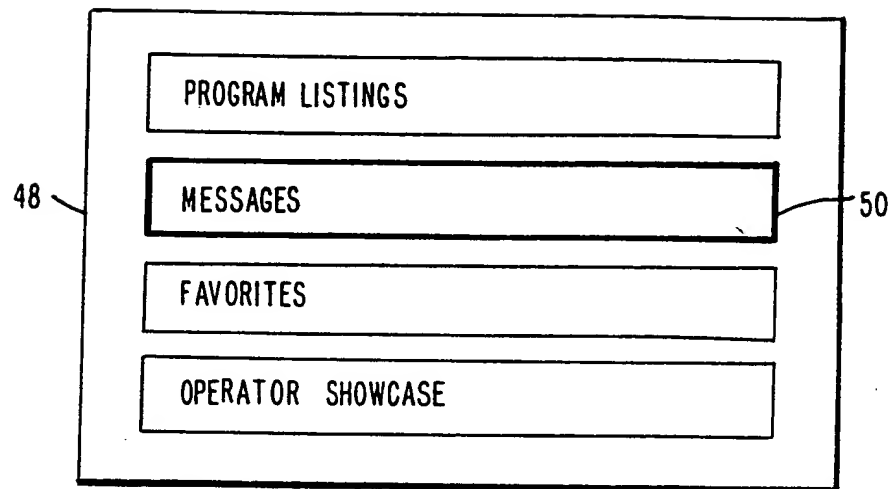 PROGRAM LISTINGS
48
MESSAGES
50
FAVORITES
OPERATOR SHOWCASE